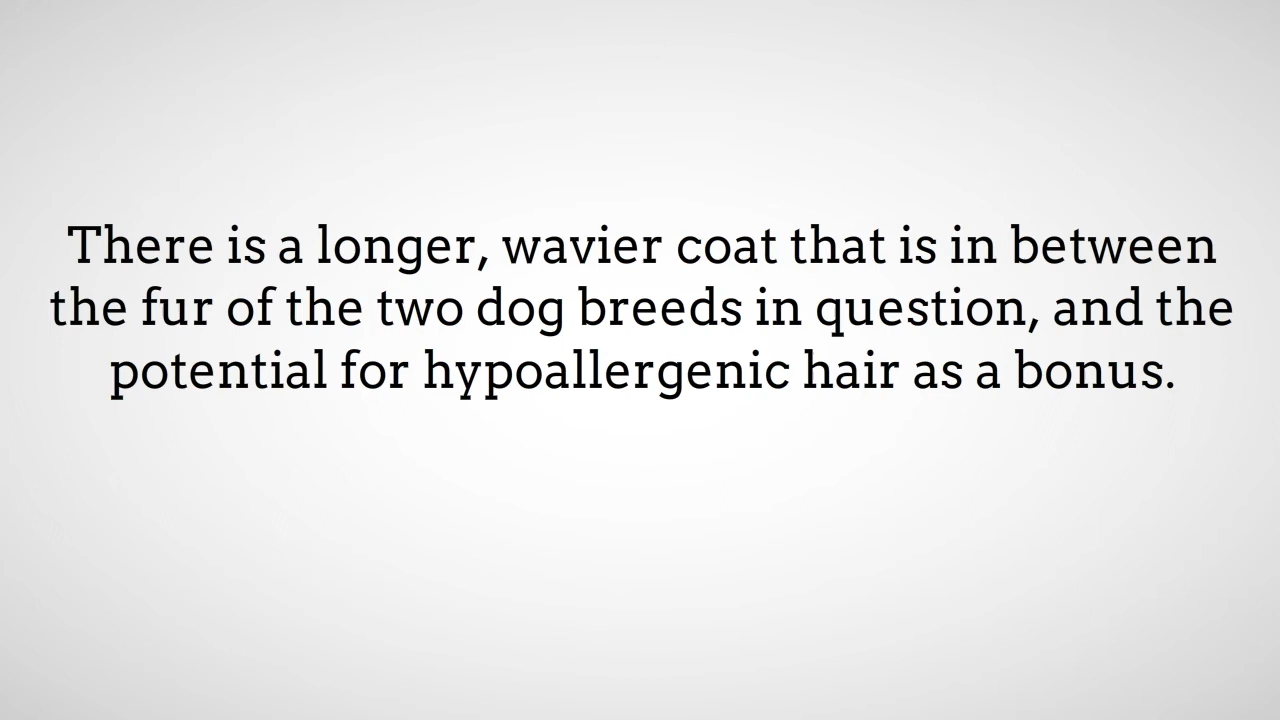 There is a longer, wavier coat that is in between
the fur of the two dog breeds in question, and the
potential for hypoallergenic hair as a bonus.